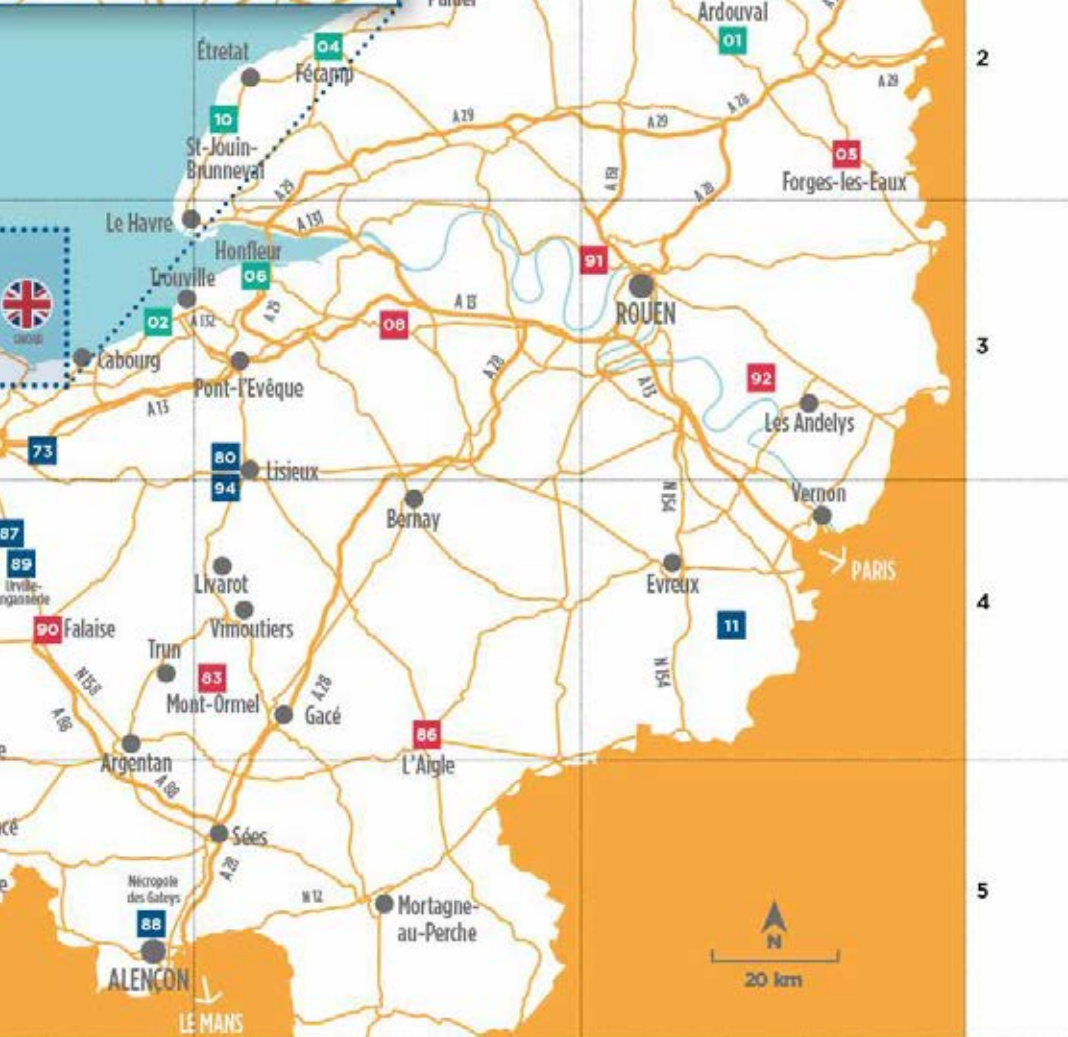 Ardouval
01
2
Étretat
04
Fécamp
A 29
10
A 29
A 29
A 28
St-Jouin-
Brunneval
05
Forges-les-Eaux
A 29
A 28
Le Havre
A 131
Honfleur
91
06
Trouville
ROUEN
A 13
02
A 132
08
3
Cabourg
Pont-l'Evêque
A 28
A 13
92
A 13
Les Andelys
73
80
Lisieux
94
N 154
Vernon
Bernay
87
89
Livarot
Evreux
PARIS
Vimoutiers
4
11
90 Falaise
Trun
83
N 154
Mont-Ormel
N 158
A 28
Gacé
A 88
86
L'Aigle
Argentan
A 88
Sées
A 28
Nécropole
des Gateys
N 12
5
88
Mortagne-
au-Perche
N
ALENÇON
20 km
LE MANS